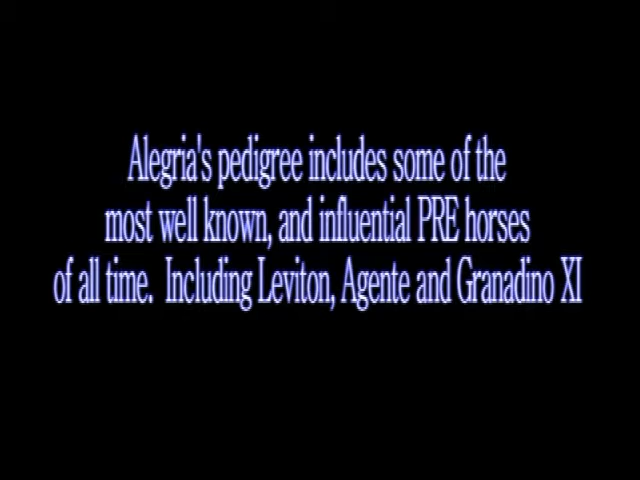 Alegria's pedigree includes some of the
most well known, and influential PRE horses
of all time.  Including Leviton, Agente and Granadino XI